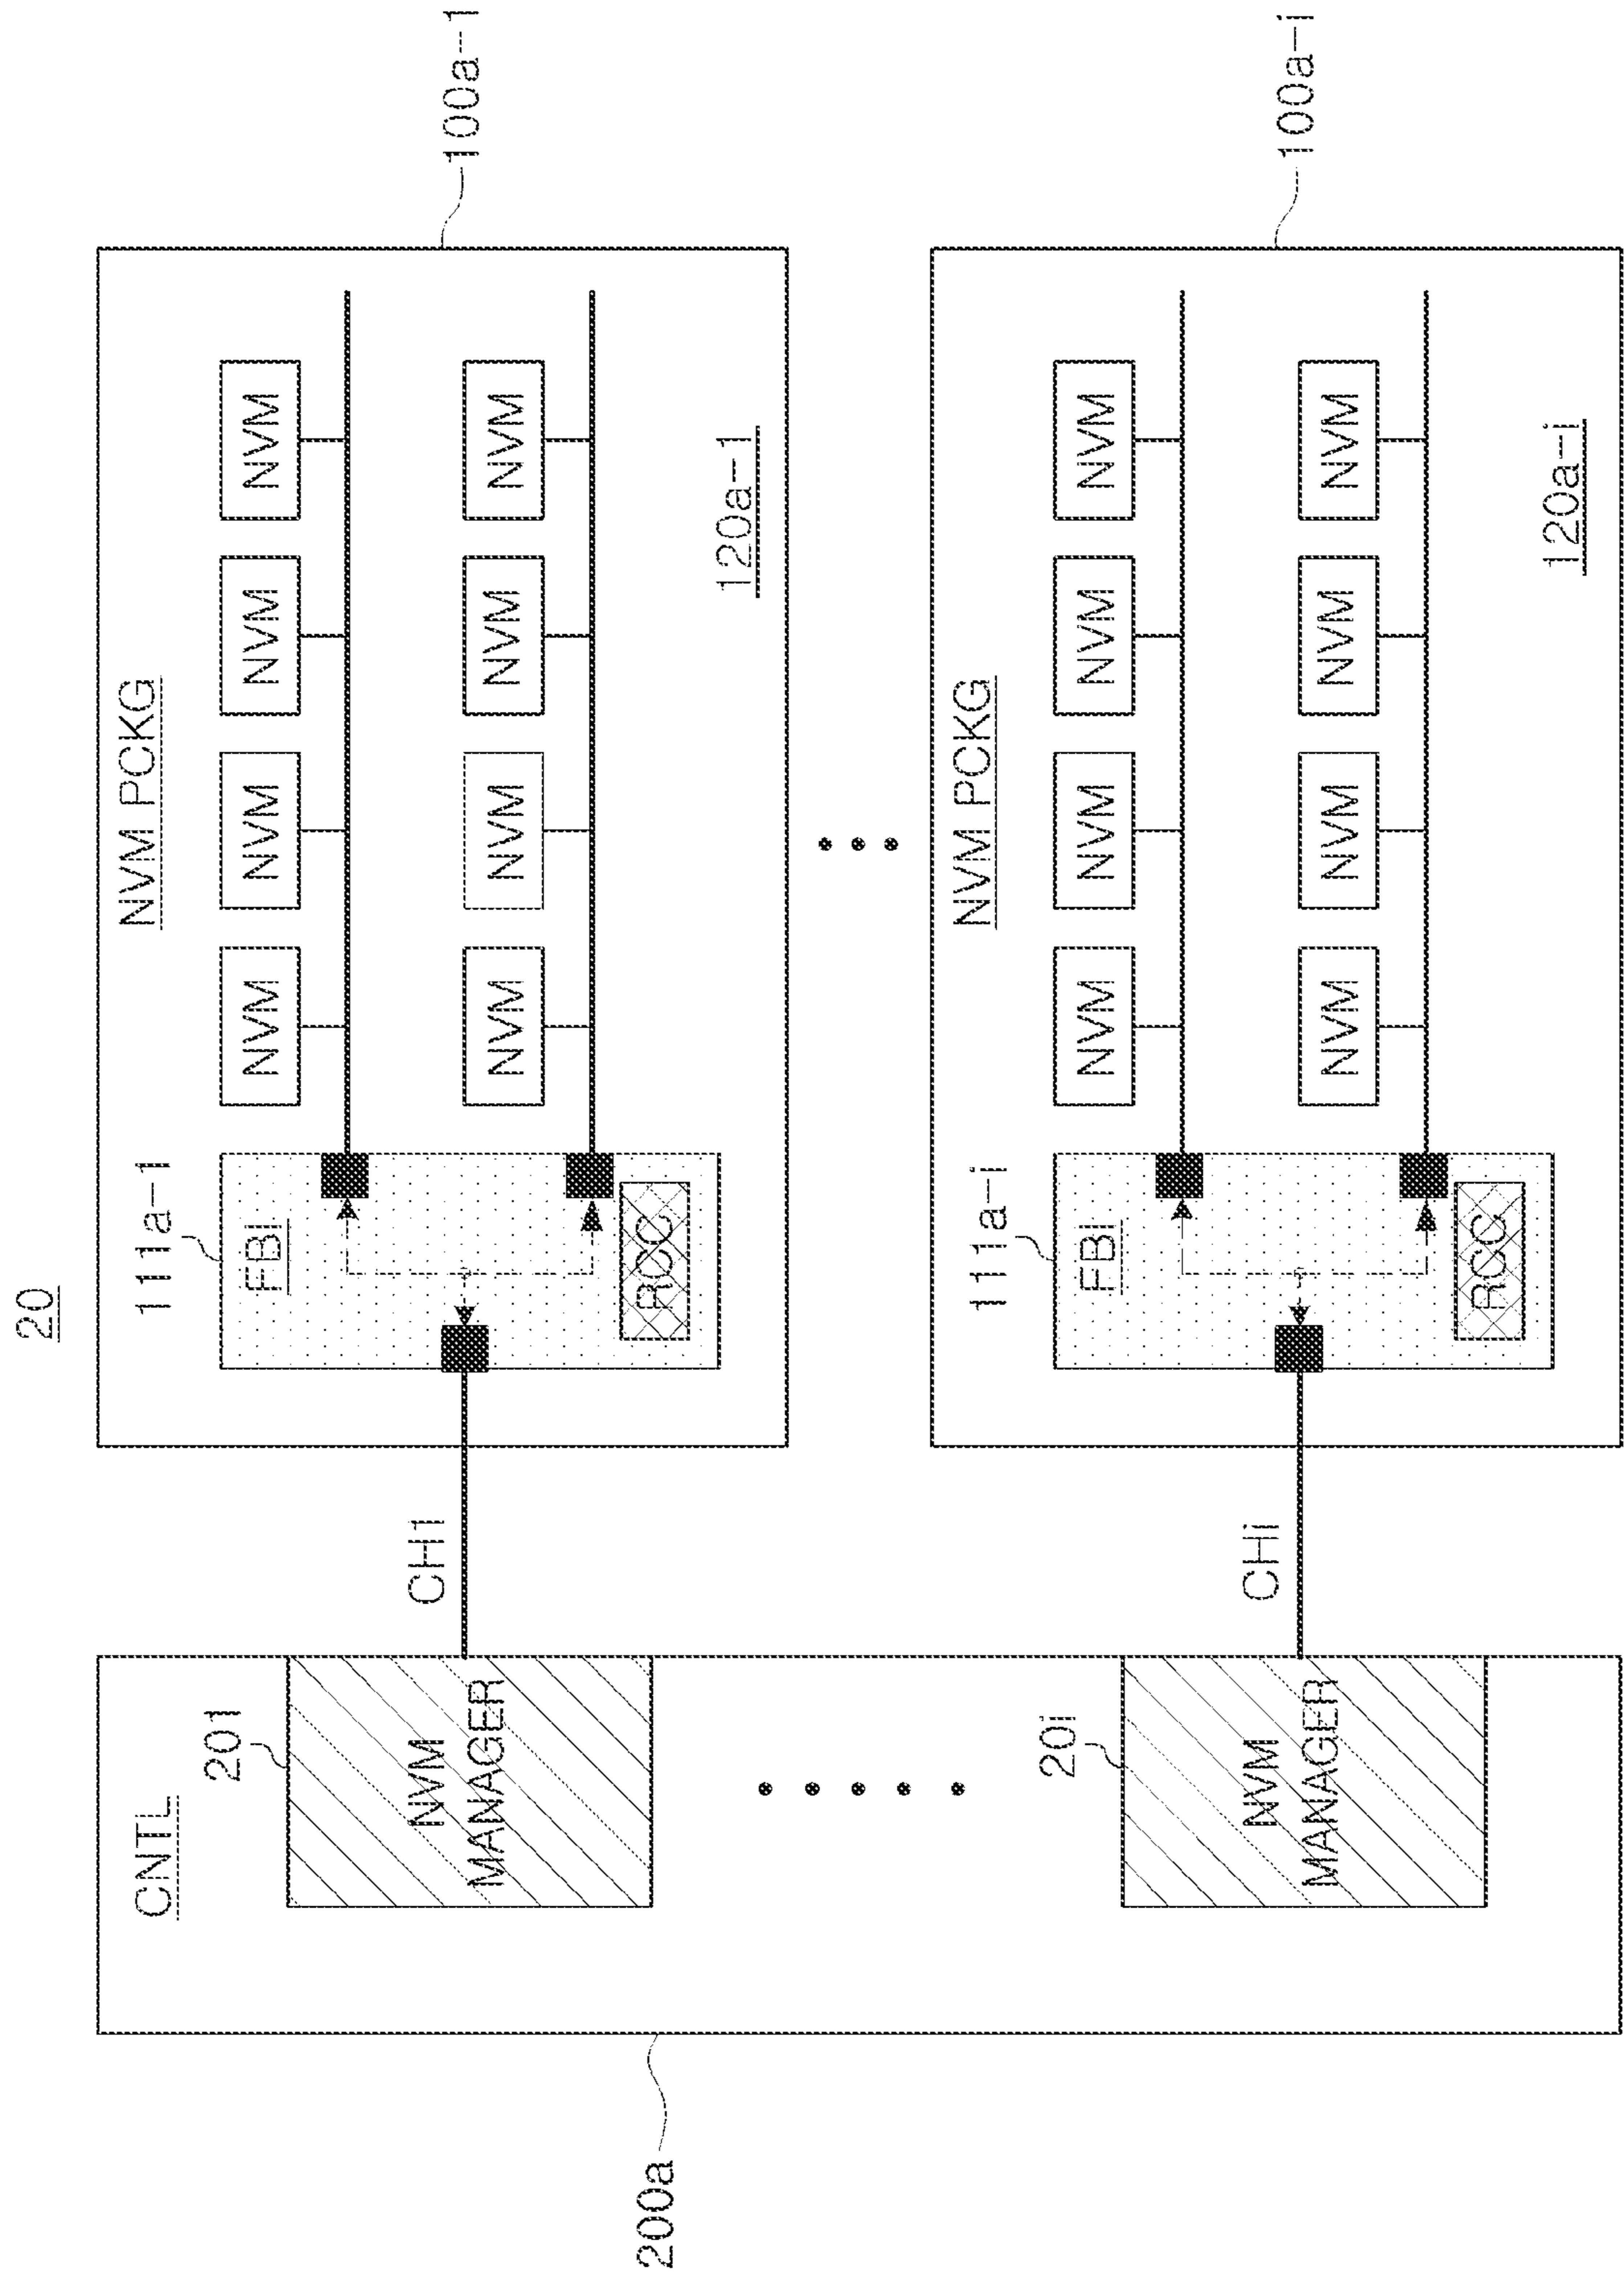 20
CNTL
201
NVM
MANAGER
20i
NVM
MANAGER
200a
CH1
CHi
NVM PCKG
111a-1
FBi
RCC
NVM
NVM
NVM
NVM
NVM
NVM
NVM
NVM
120a-1
100a-1
NVM PCKG
111a-i
FBi
RCC
NVM
NVM
NVM
NVM
NVM
NVM
NVM
NVM
120a-i
100a-i